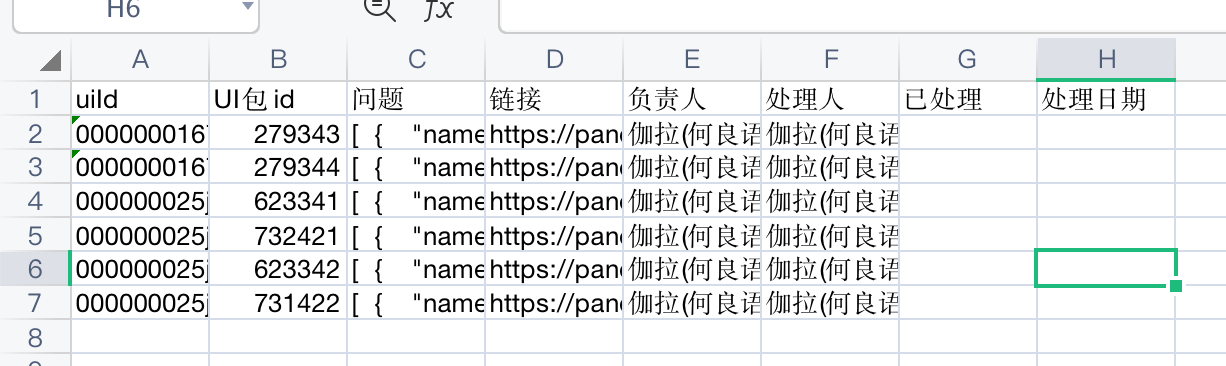 H6 fx
A B C D E F G H
1 uiId UI包 id 问题 链接 负责人 处理人 已处理 处理日期
2 000000016 279343 [ { "name https://pan 伽拉(何良语 伽拉(何良语
3 000000016 279344 [ { "name https://pan 伽拉(何良语 伽拉(何良语
4 000000025j 623341 [ { "name https://pan 伽拉(何良语 伽拉(何良语
5 000000025j 732421 [ { "name https://pan 伽拉(何良语 伽拉(何良语
6 000000025j 623342 [ { "name https://pan 伽拉(何良语 伽拉(何良语
7 000000025j 731422 [ { "name https://pan 伽拉(何良语 伽拉(何良语
8